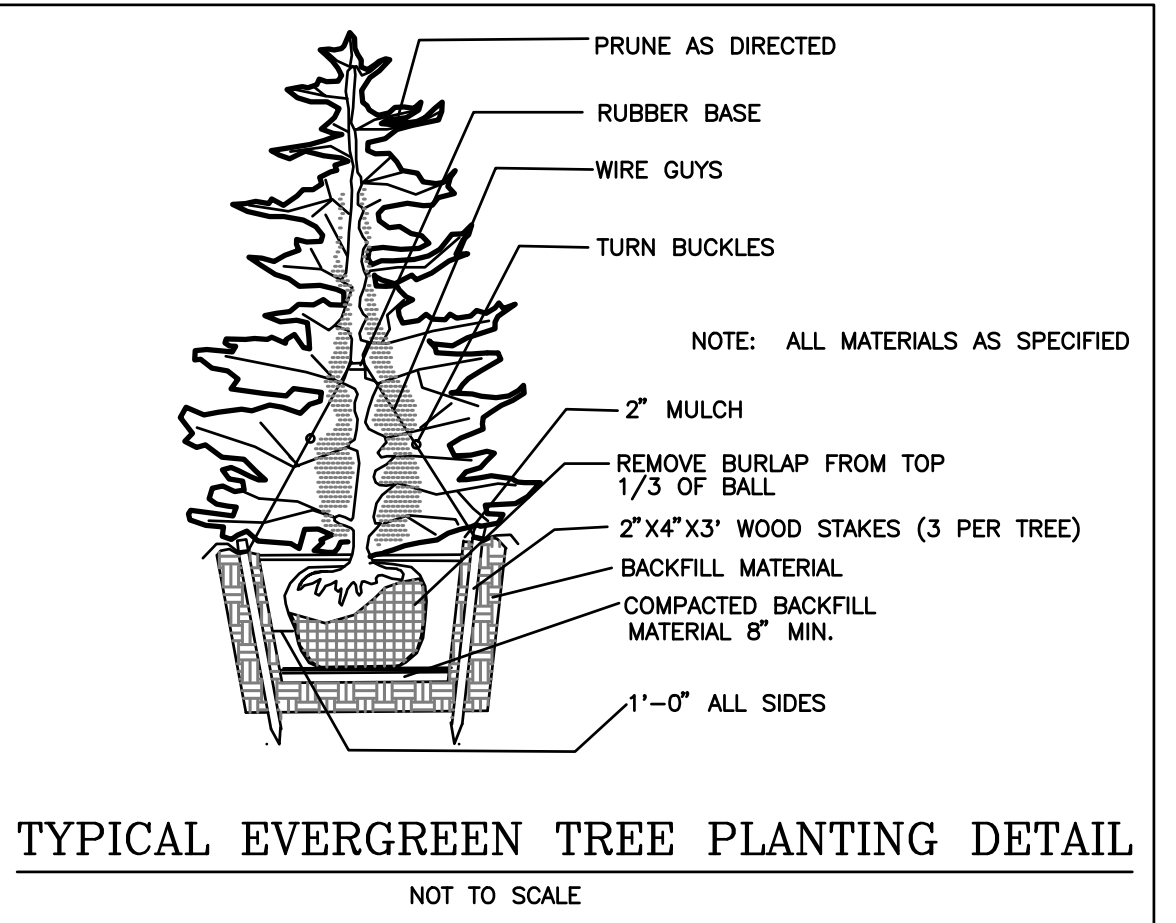 PRUNE AS DIRECTED
RUBBER BASE
WIRE GUYS
TURN BUCKLES
NOTE: ALL MATERIALS AS SPECIFIED
2" MULCH
REMOVE BURLAP FROM TOP
1/3 OF BALL
2"X4"X3' WOOD STAKES (3 PER TREE)
BACKFILL MATERIAL
COMPACTED BACKFILL
MATERIAL 8" MIN.
1'-0" ALL SIDES
TYPICAL EVERGREEN TREE PLANTING DETAIL
NOT TO SCALE